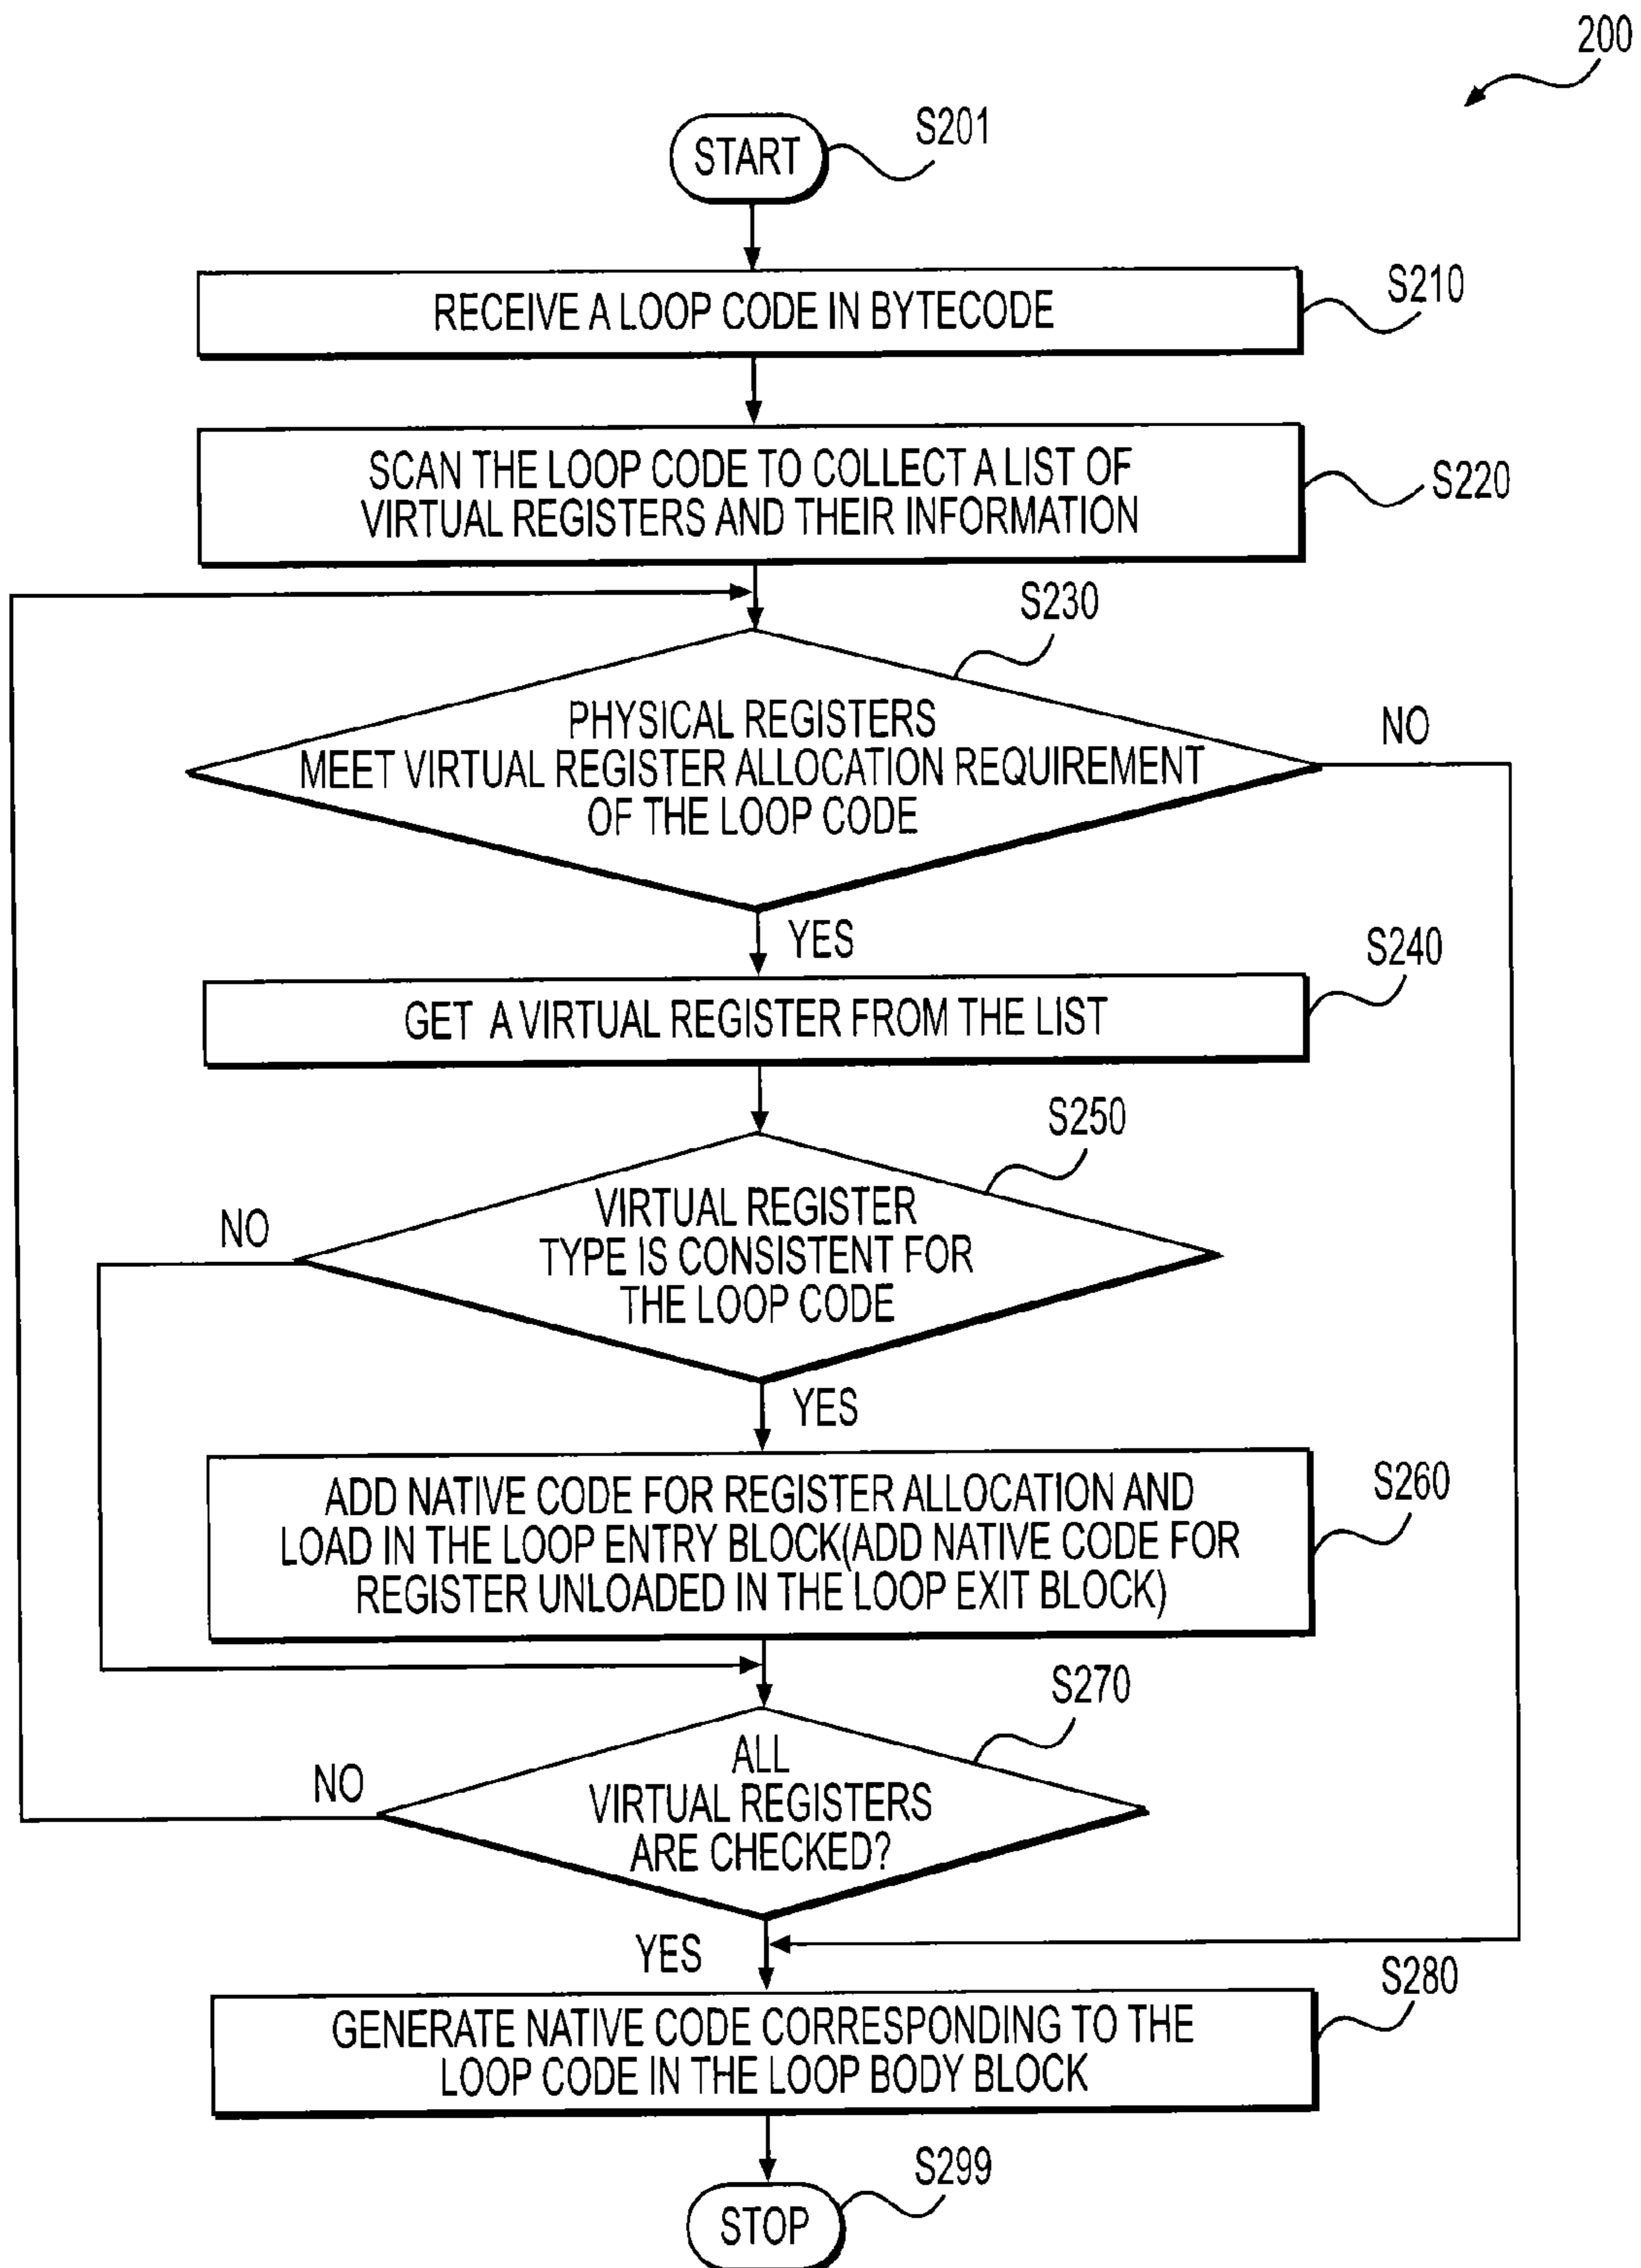 200
START
S201
RECEIVE A LOOP CODE IN BYTECODE
S210
SCAN THE LOOP CODE TO COLLECT A LIST OF
VIRTUAL REGISTERS AND THEIR INFORMATION
S220
S230
PHYSICAL REGISTERS
MEET VIRTUAL REGISTER ALLOCATION REQUIREMENT
OF THE LOOP CODE
NO
YES
S240
GET A VIRTUAL REGISTER FROM THE LIST
S250
VIRTUAL REGISTER
TYPE IS CONSISTENT FOR
THE LOOP CODE
NO
YES
ADD NATIVE CODE FOR REGISTER ALLOCATION AND
LOAD IN THE LOOP ENTRY BLOCK(ADD NATIVE CODE FOR
REGISTER UNLOADED IN THE LOOP EXIT BLOCK)
S260
S270
ALL
VIRTUAL REGISTERS
ARE CHECKED?
NO
YES
S280
GENERATE NATIVE CODE CORRESPONDING TO THE
LOOP CODE IN THE LOOP BODY BLOCK
S299
STOP